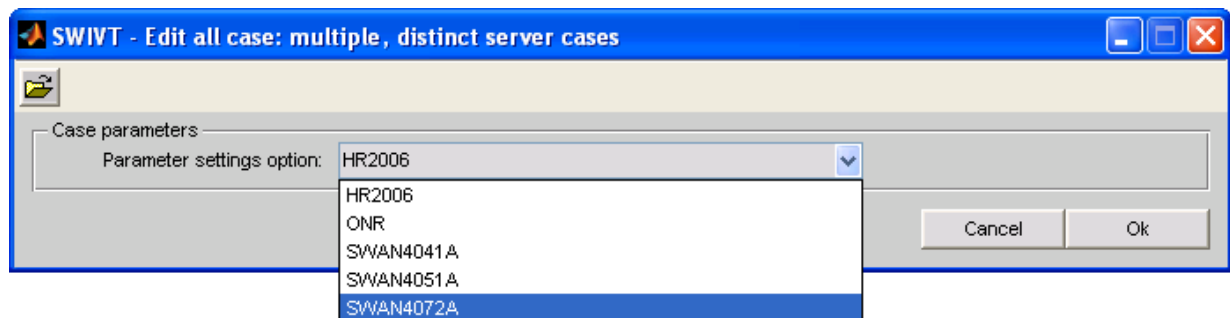 SWIVT - Edit all case: multiple, distinct server cases
Case parameters
Parameter settings option: HR2006
HR2006
ONR
SWAN4041A
SWAN4051A
SWAN4072A
Cancel Ok